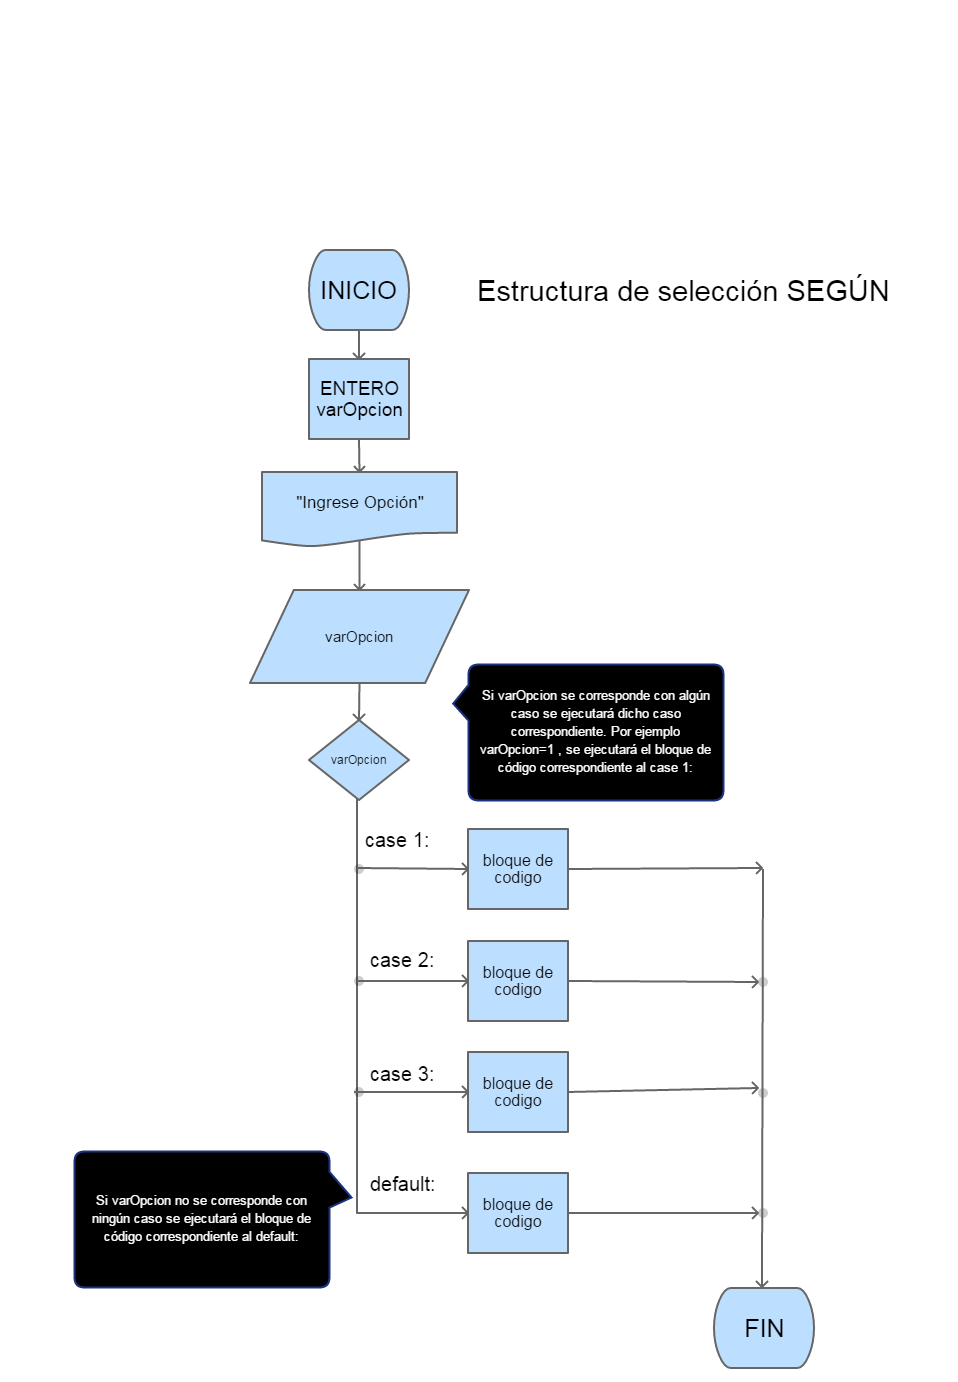 INICIO
Estructura de selección SEGÚN
ENTERO
varOpcion
"Ingrese Opción"
varOpcion
Si varOpcion se corresponde con algún
caso se ejecutará dicho caso
correspondiente. Por ejemplo
varOpcion=1 , se ejecutará el bloque de
código correspondiente al case 1:
varOpcion
case 1:
bloque de
codigo
case 2:
bloque de
codigo
case 3:
bloque de
codigo
default:
bloque de
codigo
Si varOpcion no se corresponde con
ningún caso se ejecutará el bloque de
código correspondiente al default:
FIN